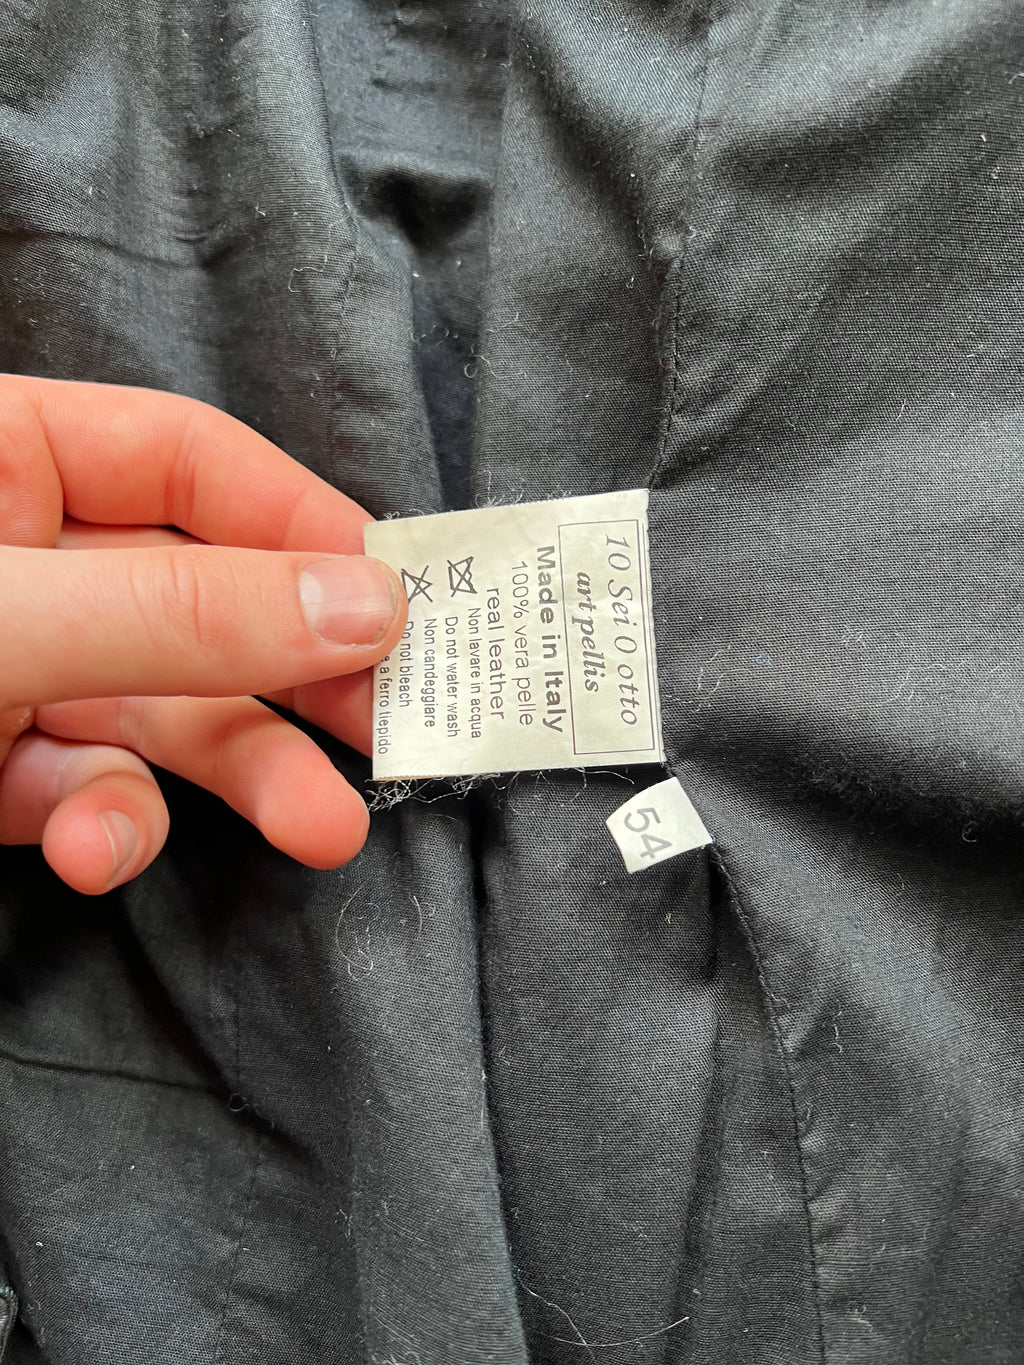 10 Sei 0 otto
art pellis
Made in Italy
100% vera pelle
real leather
Non lavare in acqua
Do not water wash
Non candeggiare
Do not bleach
a ferro tiepido
54